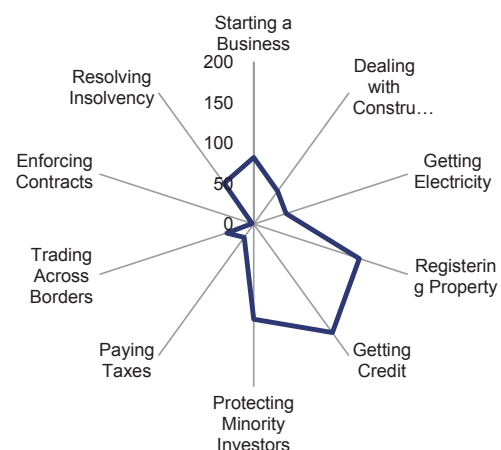 Starting a
Business
200
150
100
50
0
Dealing
with
Constru…
Getting
Electricity
Registerin
g Property
Getting
Credit
Protecting
Minority
Investors
Paying
Taxes
Trading
Across
Borders
Enforcing
Contracts
Resolving
Insolvency